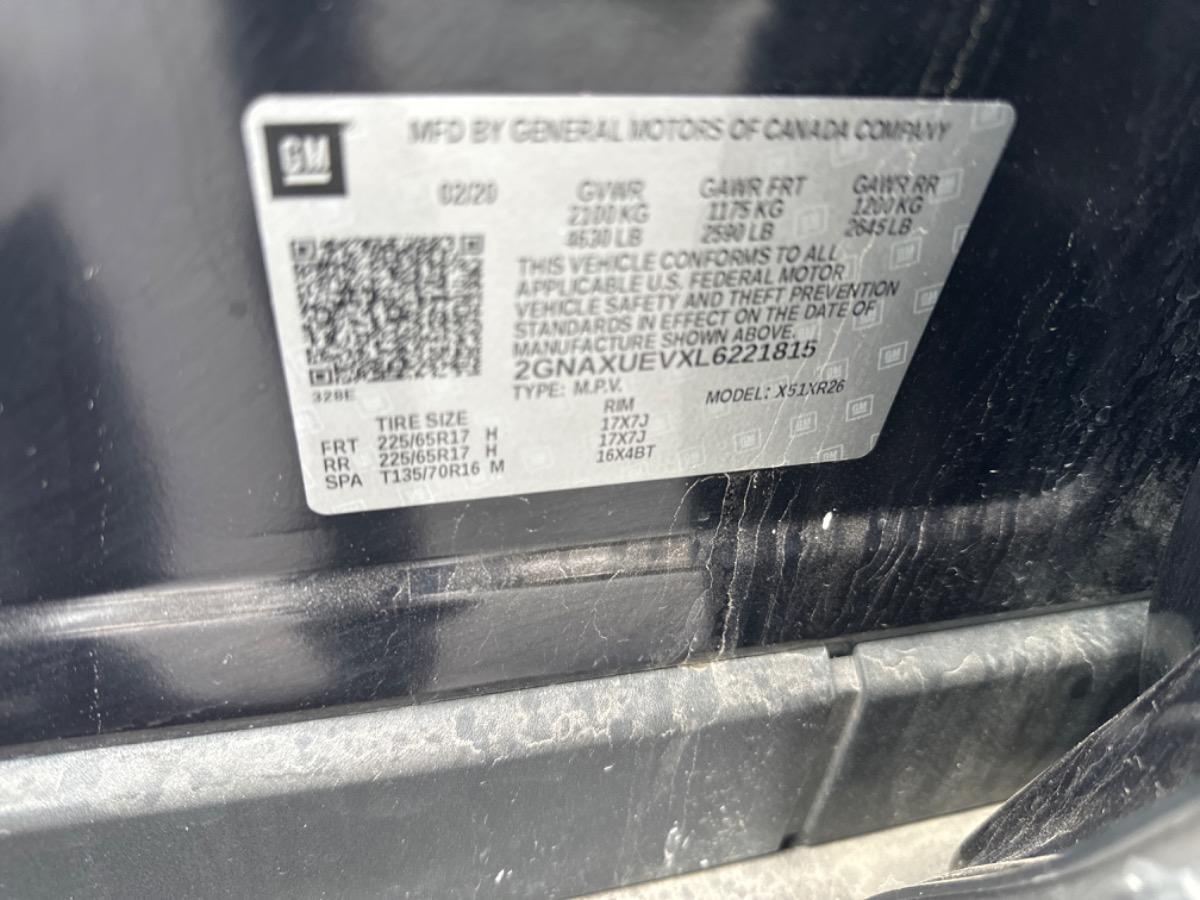 GM
MFD BY GENERAL MOTORS OF CANADA COMPANY
02/20 GVWR GAWR FRT GAWR RR
2100 KG 1175 KG 1200 KG
4630 LB 2590 LB 2645 LB
THIS VEHICLE CONFORMS TO ALL
APPLICABLE U.S. FEDERAL MOTOR
VEHICLE SAFETY AND THEFT PREVENTION
STANDARDS IN EFFECT ON THE DATE OF
MANUFACTURE SHOWN ABOVE.
2GNAXUEVXL6221815
328E
TYPE: M.P.V. MODEL: X51XR26
TIRE SIZE RIM
FRT 225/65R17 H 17X7J
RR 225/65R17 H 17X7J
SPA T135/70R16 M 16X4BT